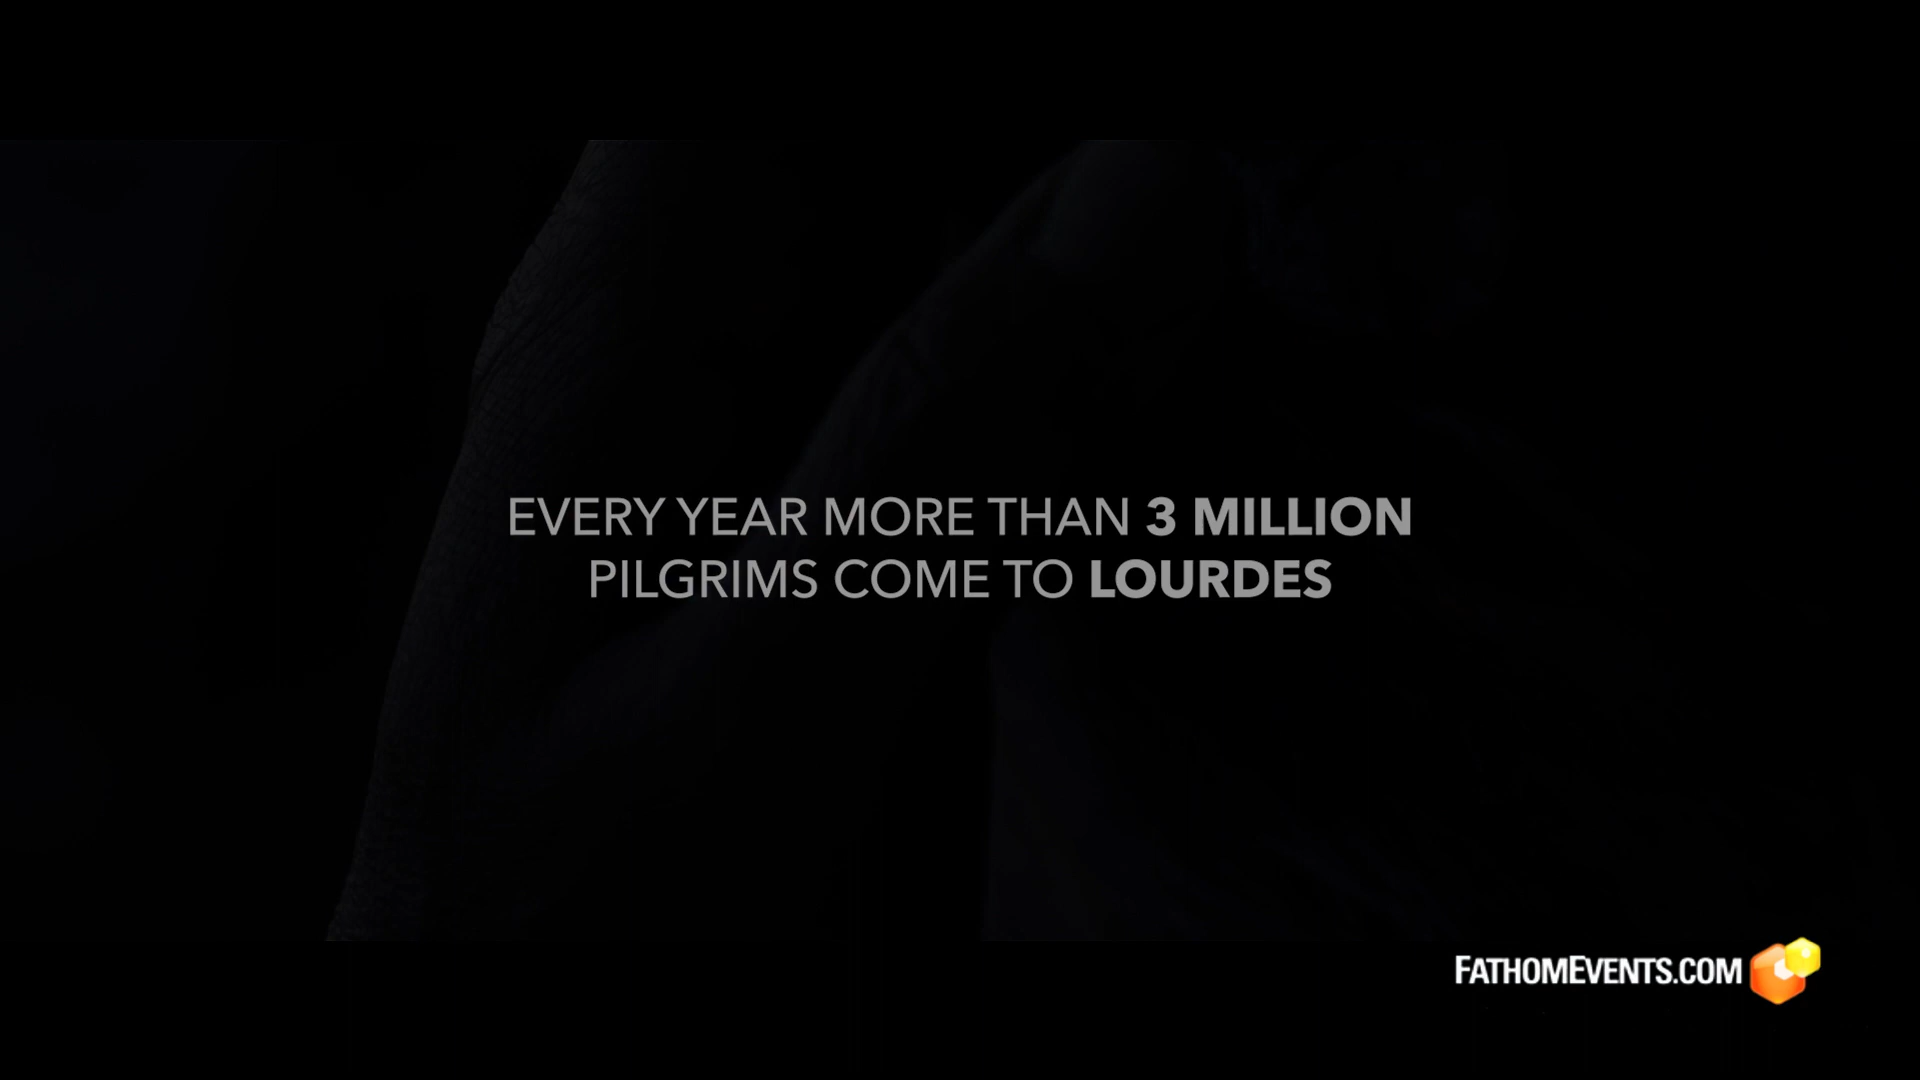 EVERY YEAR MORE THAN 3 MILLION
PILGRIMS COME TO LOURDES
FATHOMEVENTS.COM